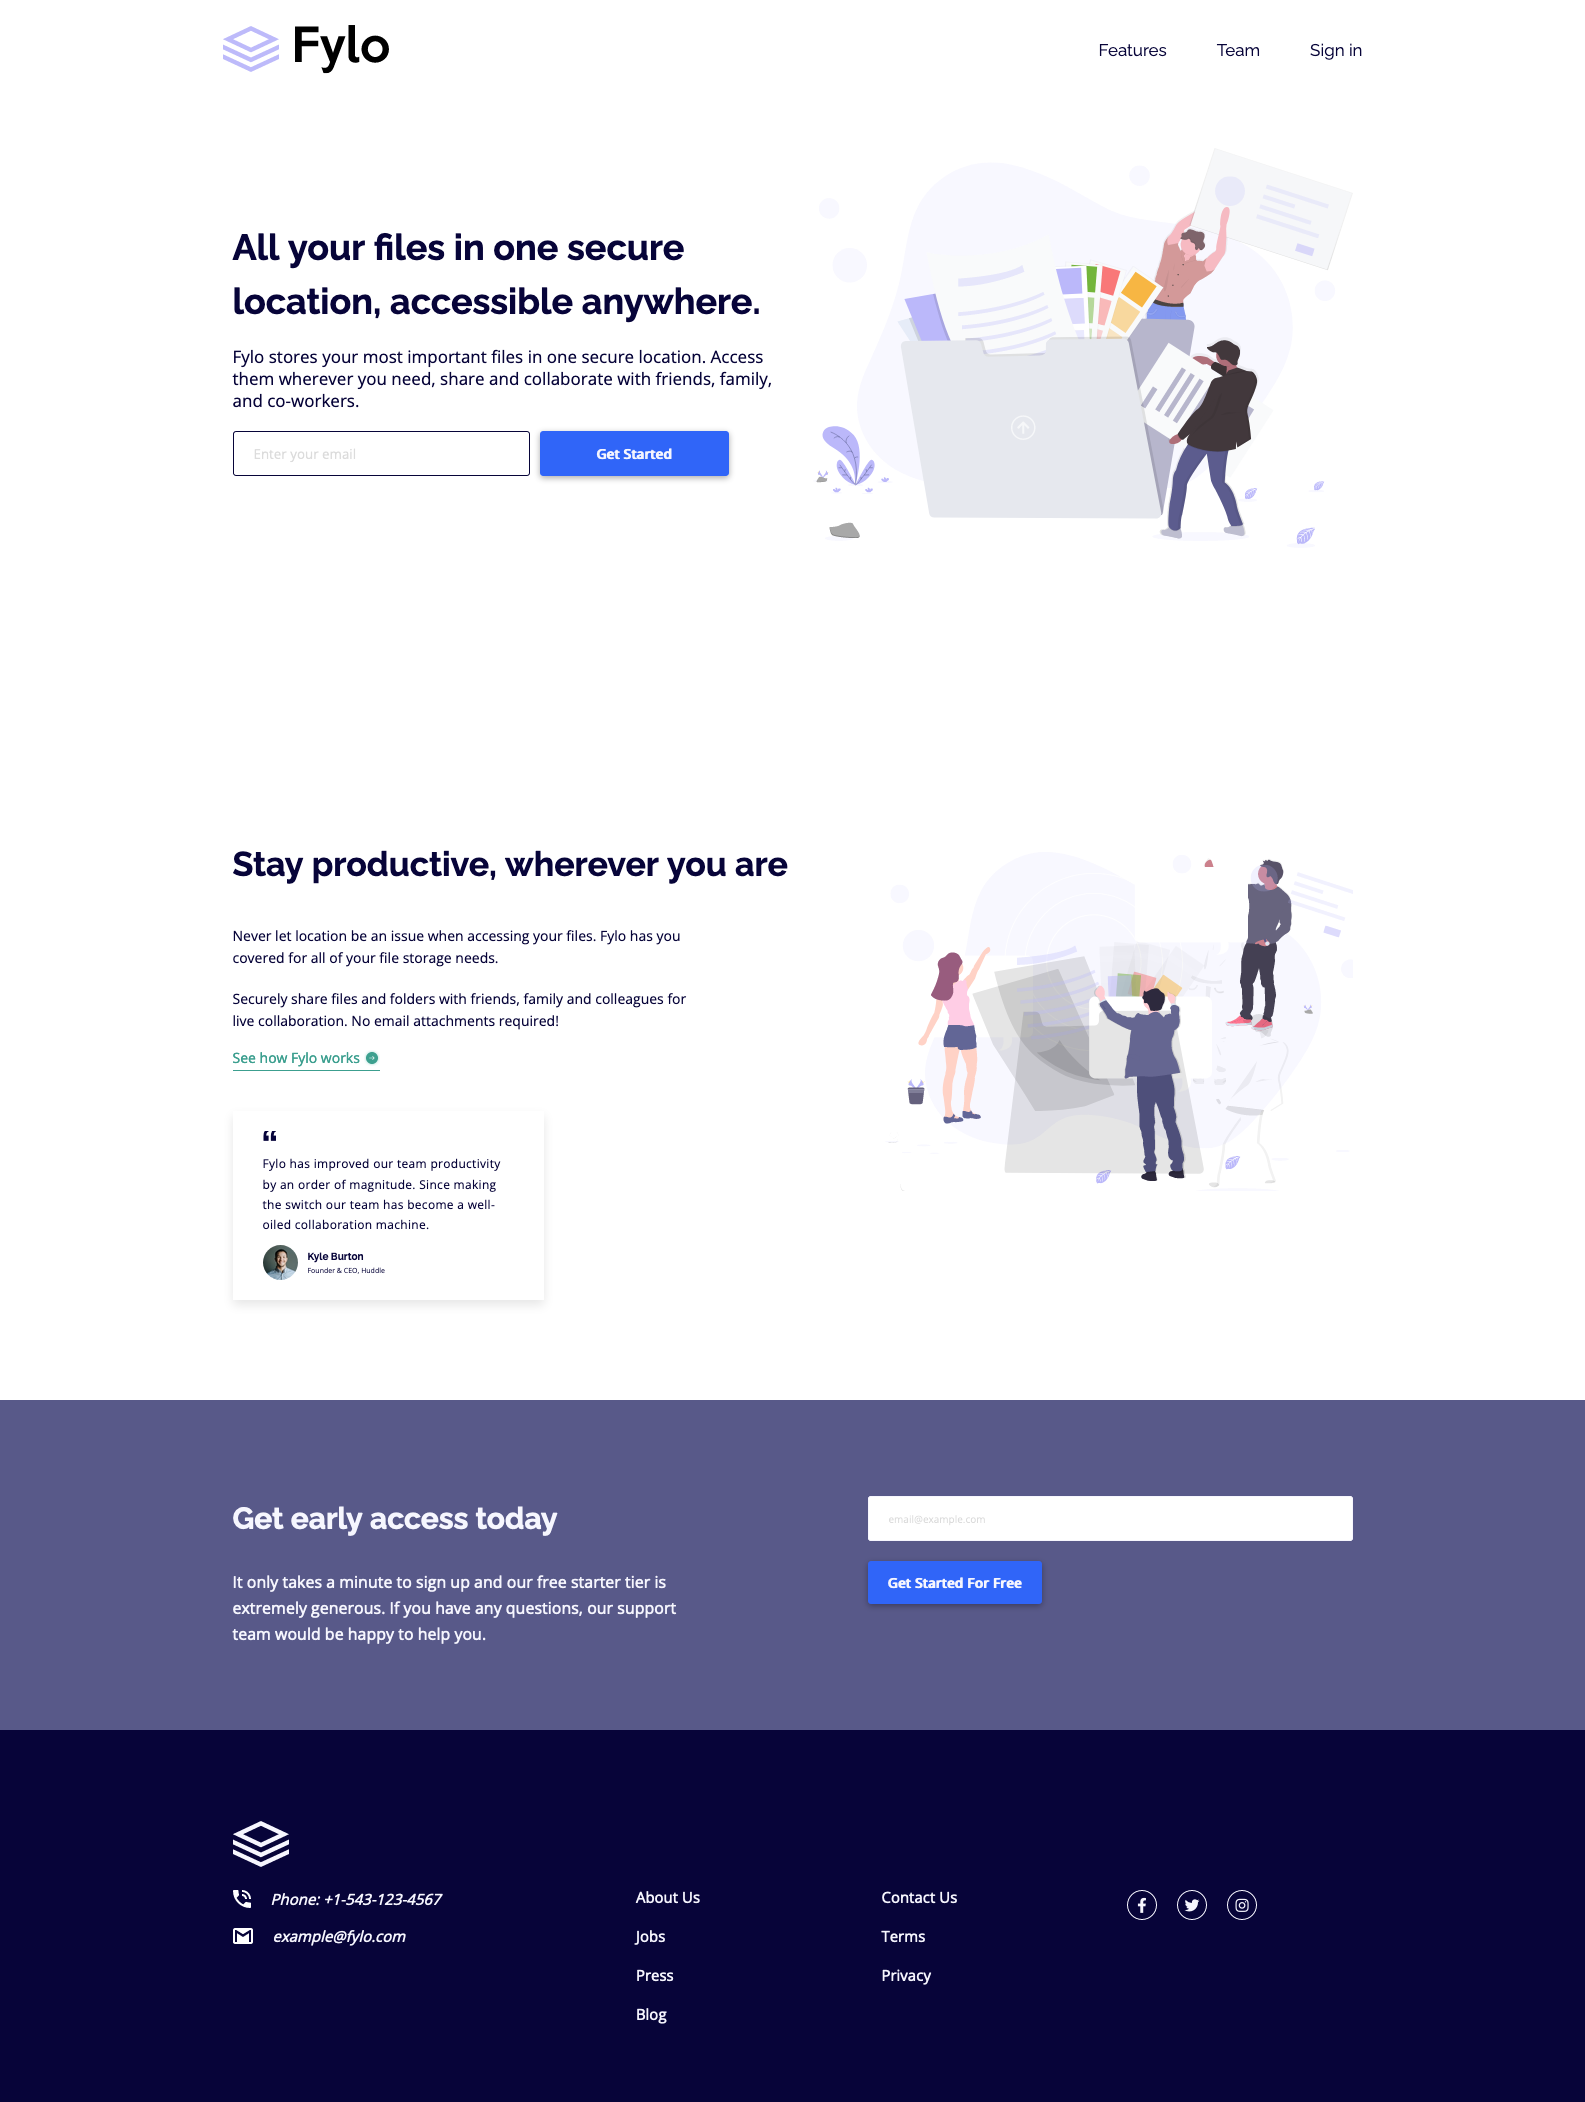 Fylo
Features
Team
Sign in
All your files in one secure
location, accessible anywhere.
Fylo stores your most important files in one secure location. Access
them wherever you need, share and collaborate with friends, family,
and co-workers.
Enter your email
Get Started
Stay productive, wherever you are
Never let location be an issue when accessing your files. Fylo has you
covered for all of your file storage needs.
Securely share files and folders with friends, family and colleagues for
live collaboration. No email attachments required!
See how Fylo works
“
Fylo has improved our team productivity
by an order of magnitude. Since making
the switch our team has become a well-
oiled collaboration machine.
Kyle Burton
Founder & CEO, Huddle
Get early access today
It only takes a minute to sign up and our free starter tier is
extremely generous. If you have any questions, our support
team would be happy to help you.
email@example.com
Get Started For Free
Phone: +1-543-123-4567
example@fylo.com
About Us
Jobs
Press
Blog
Contact Us
Terms
Privacy